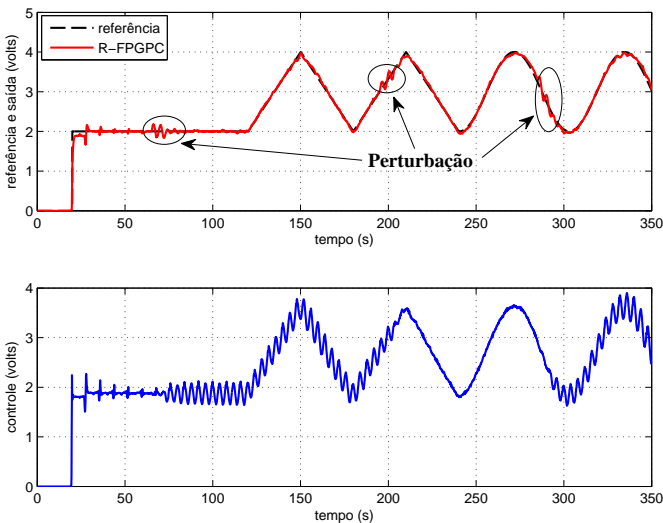 referência
R−FPGPC
Perturbação
referência e saída (volts)
5
4
3
2
1
0
0 50 100 150 200 250 300 350
tempo (s)
controle (volts)
4
3
2
1
0
0 50 100 150 200 250 300 350
tempo (s)